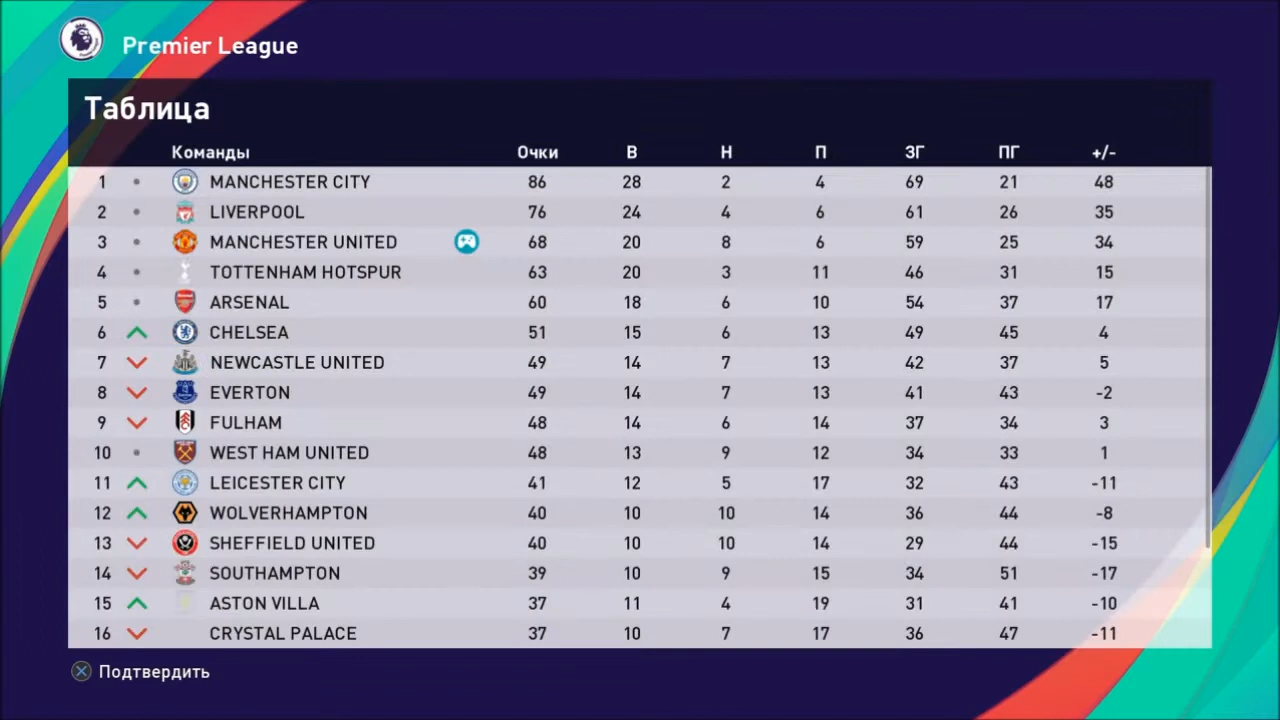 Premier League
Таблица
Команды Очки В Н П ЗГ ПГ +/-
1 MANCHESTER CITY 86 28 2 4 69 21 48
2 LIVERPOOL 76 24 4 6 61 26 35
3 MANCHESTER UNITED 68 20 8 6 59 25 34
4 TOTTENHAM HOTSPUR 63 20 3 11 46 31 15
5 ARSENAL 60 18 6 10 54 37 17
6 CHELSEA 51 15 6 13 49 45 4
7 NEWCASTLE UNITED 49 14 7 13 42 37 5
8 EVERTON 49 14 7 13 41 43 -2
9 FULHAM 48 14 6 14 37 34 3
10 WEST HAM UNITED 48 13 9 12 34 33 1
11 LEICESTER CITY 41 12 5 17 32 43 -11
12 WOLVERHAMPTON 40 10 10 14 36 44 -8
13 SHEFFIELD UNITED 40 10 10 14 29 44 -15
14 SOUTHAMPTON 39 10 9 15 34 51 -17
15 ASTON VILLA 37 11 4 19 31 41 -10
16 CRYSTAL PALACE 37 10 7 17 36 47 -11
Подтвердить